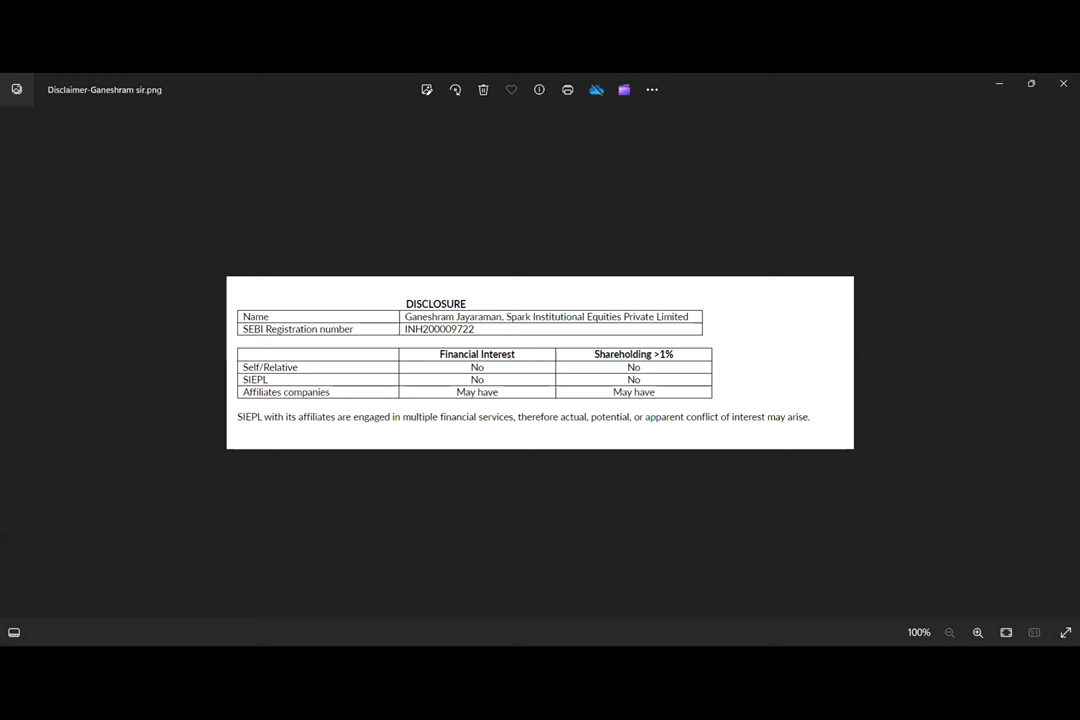 Disclaimer-Ganeshram sir.png
DISCLOSURE
Name Ganeshram Jayaraman, Spark Institutional Equities Private Limited
SEBI Registration number INH200009722
Financial Interest Shareholding >1%
Self/Relative No No
SIEPL No No
Affiliates companies May have May have
SIEPL with its affiliates are engaged in multiple financial services, therefore actual, potential, or apparent conflict of interest may arise.
100%